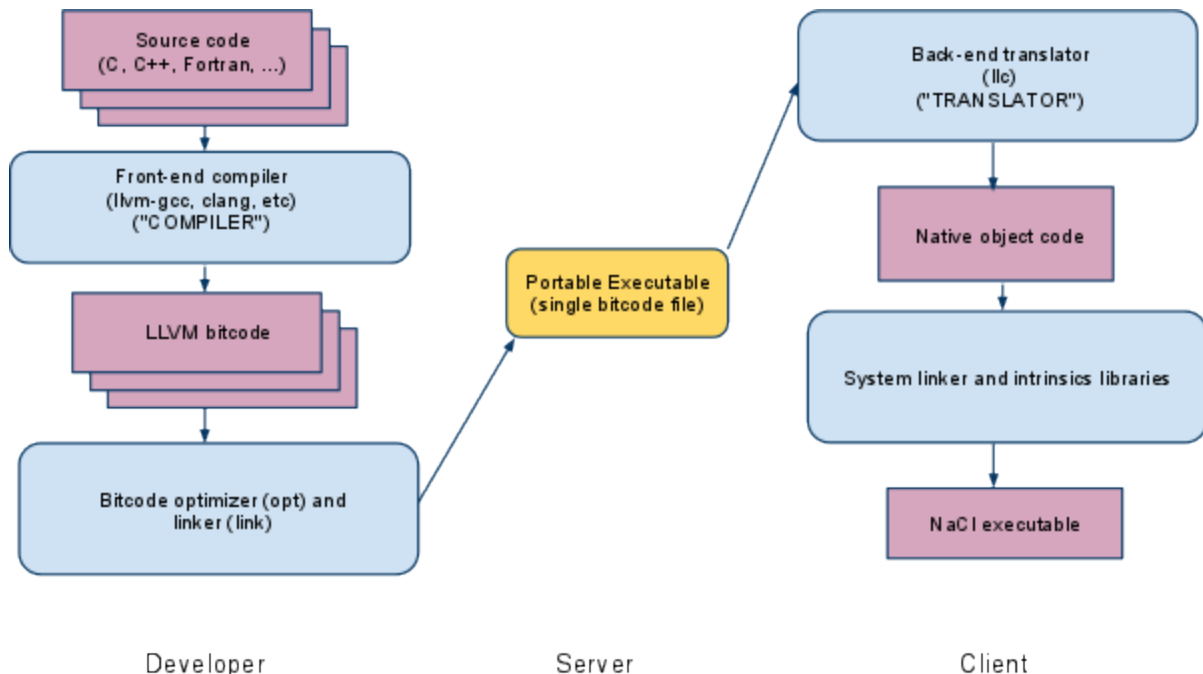 Source code
(C, C++, Fortran, ...)
Front-end compiler
(llvm-gcc, clang, etc)
("COMPILER")
LLVM bitcode
Bitcode optimizer (opt) and
linker (link)
Portable Executable
(single bitcode file)
Back-end translator
(llc)
("TRANSLATOR")
Native object code
System linker and intrinsics libraries
NaCl executable
Developer
Server
Client